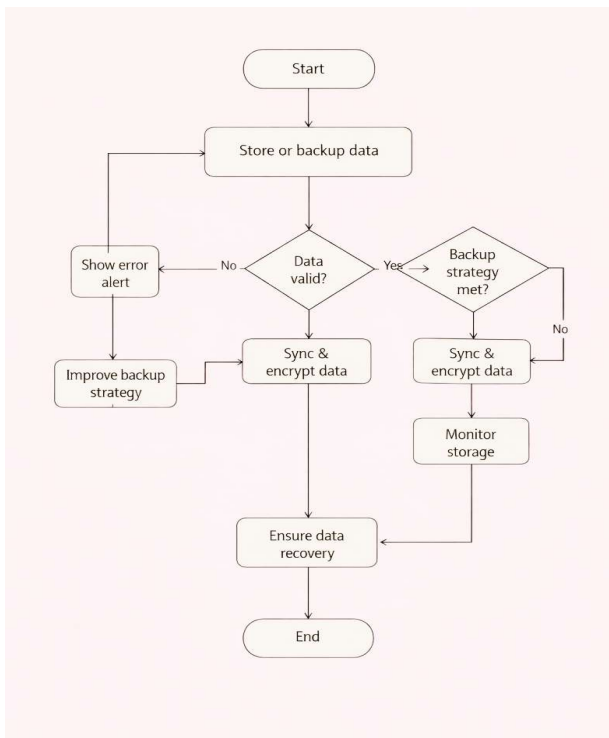 Start
Store or backup data
Show error
alert
No
Data
valid?
Yes
Backup
strategy
met?
No
Improve backup
strategy
Sync &
encrypt data
Sync &
encrypt data
Monitor
storage
Ensure data
recovery
End